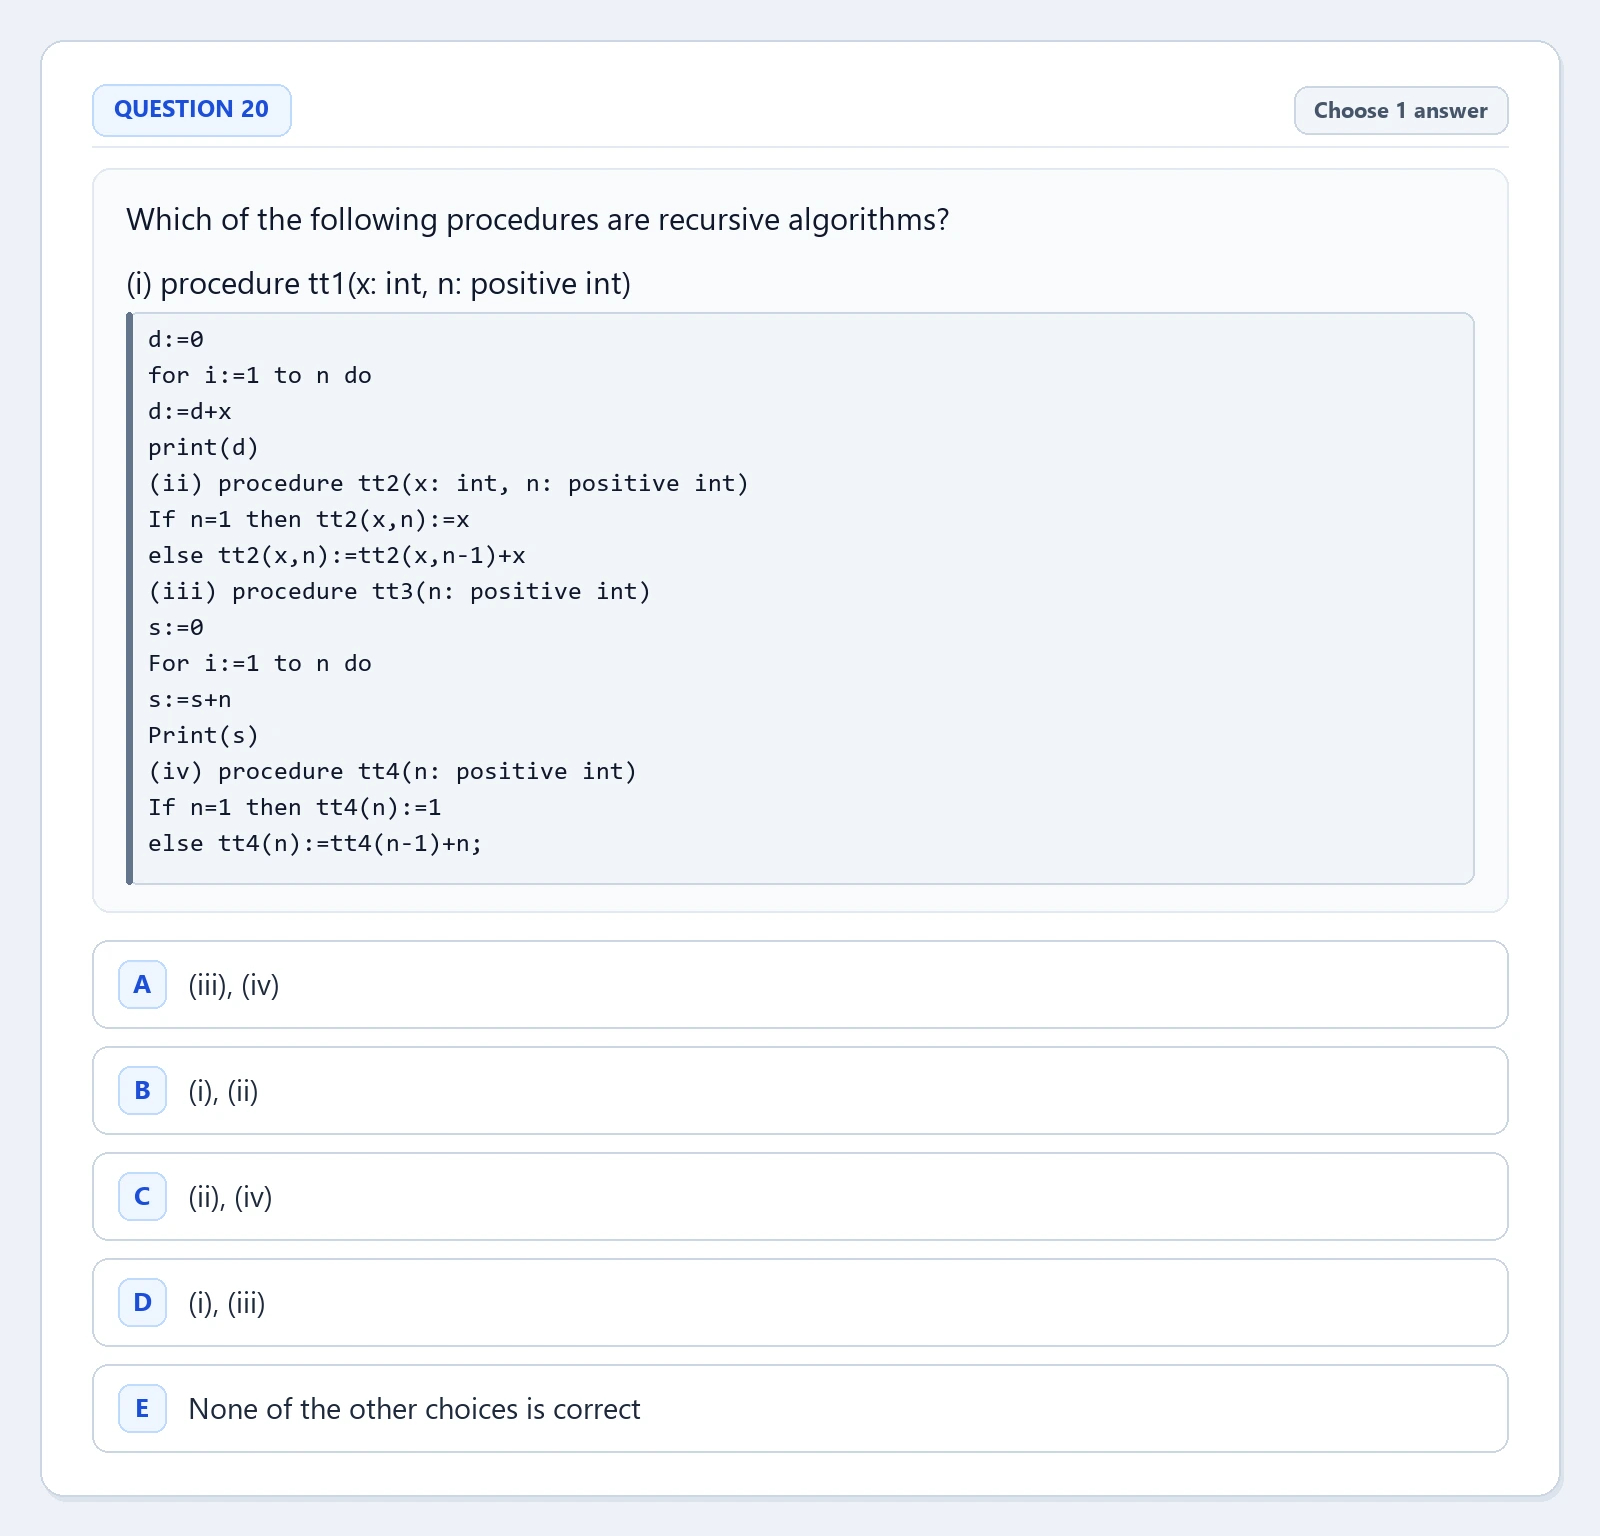 QUESTION 20
Choose 1 answer
Which of the following procedures are recursive algorithms?
(i) procedure tt1(x: int, n: positive int)
d:=0
for i:=1 to n do
d:=d+x
print(d)
(ii) procedure tt2(x: int, n: positive int)
If n=1 then tt2(x,n):=x
else tt2(x,n):=tt2(x,n-1)+x
(iii) procedure tt3(n: positive int)
s:=0
For i:=1 to n do
s:=s+n
Print(s)
(iv) procedure tt4(n: positive int)
If n=1 then tt4(n):=1
else tt4(n):=tt4(n-1)+n;
A (iii), (iv)
B (i), (ii)
C (ii), (iv)
D (i), (iii)
E None of the other choices is correct